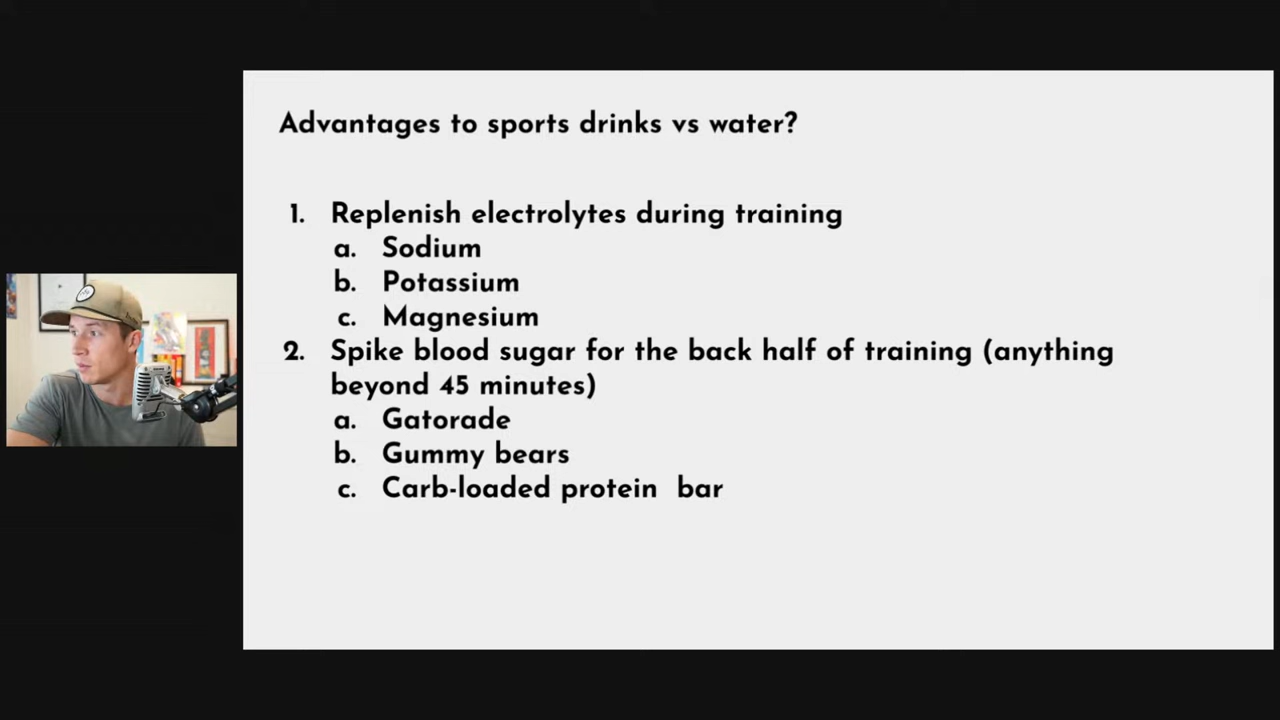 Advantages to sports drinks vs water?
1. Replenish electrolytes during training
a. Sodium
b. Potassium
c. Magnesium
2. Spike blood sugar for the back half of training (anything
beyond 45 minutes)
a. Gatorade
b. Gummy bears
c. Carb-loaded protein  bar